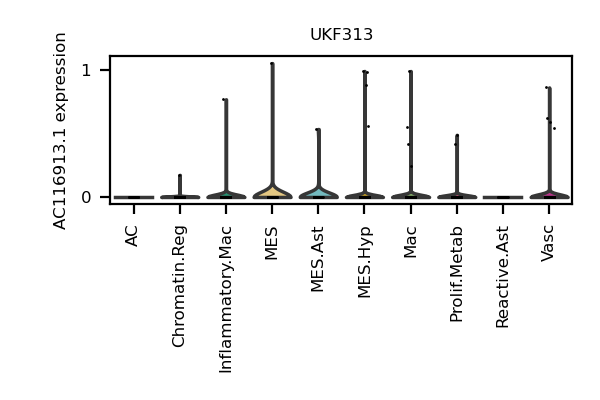 UKF313
AC116913.1 expression
1
0
AC
Chromatin.Reg
Inflammatory.Mac
MES
MES.Ast
MES.Hyp
Mac
Prolif.Metab
Reactive.Ast
Vasc